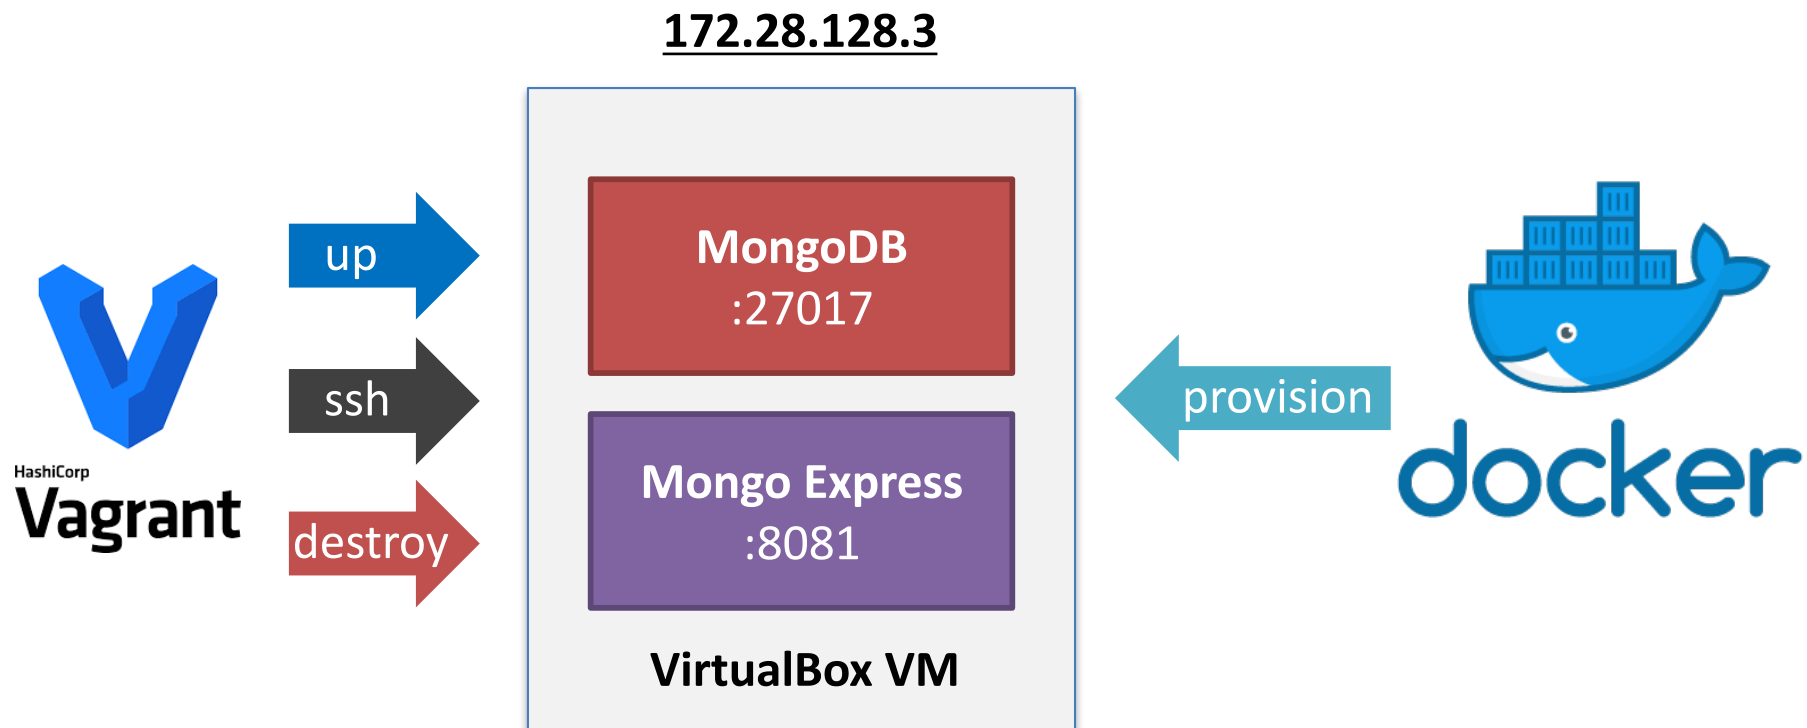 172.28.128.3
up
ssh
destroy
HashiCorp
Vagrant
MongoDB
:27017
Mongo Express
:8081
VirtualBox VM
provision
docker